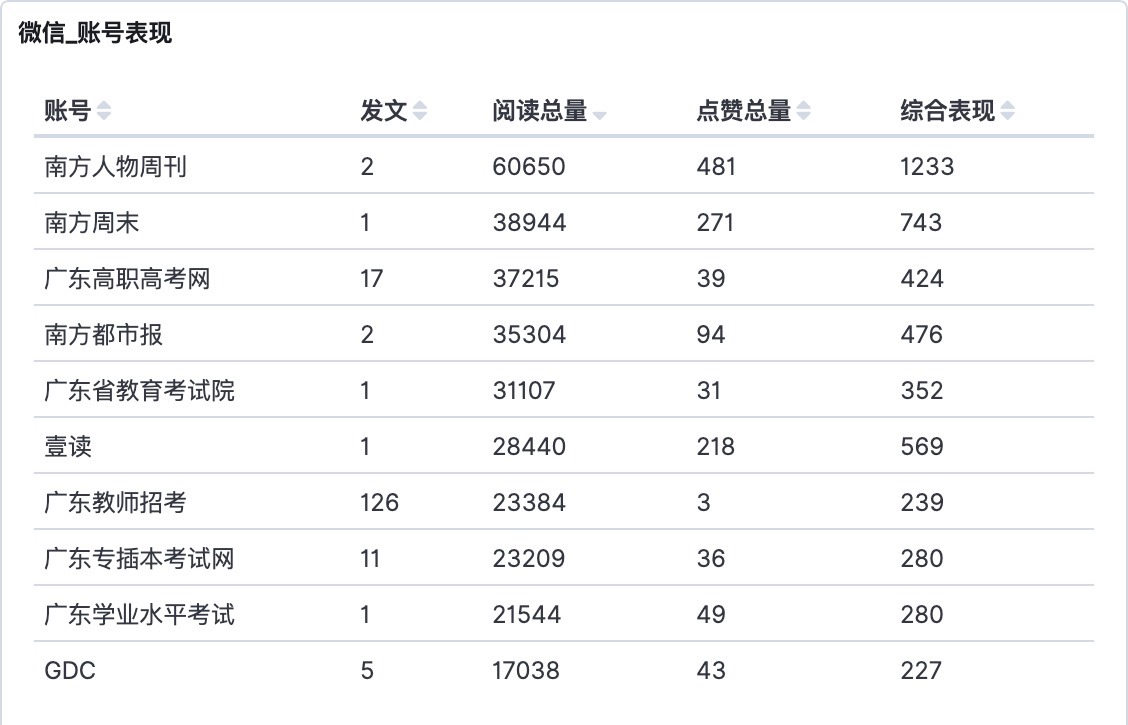 微信_账号表现
账号 发文 阅读总量 点赞总量 综合表现
南方人物周刊 2 60650 481 1233
南方周末 1 38944 271 743
广东高职高考网 17 37215 39 424
南方都市报 2 35304 94 476
广东省教育考试院 1 31107 31 352
壹读 1 28440 218 569
广东教师招考 126 23384 3 239
广东专插本考试网 11 23209 36 280
广东学业水平考试 1 21544 49 280
GDC 5 17038 43 227